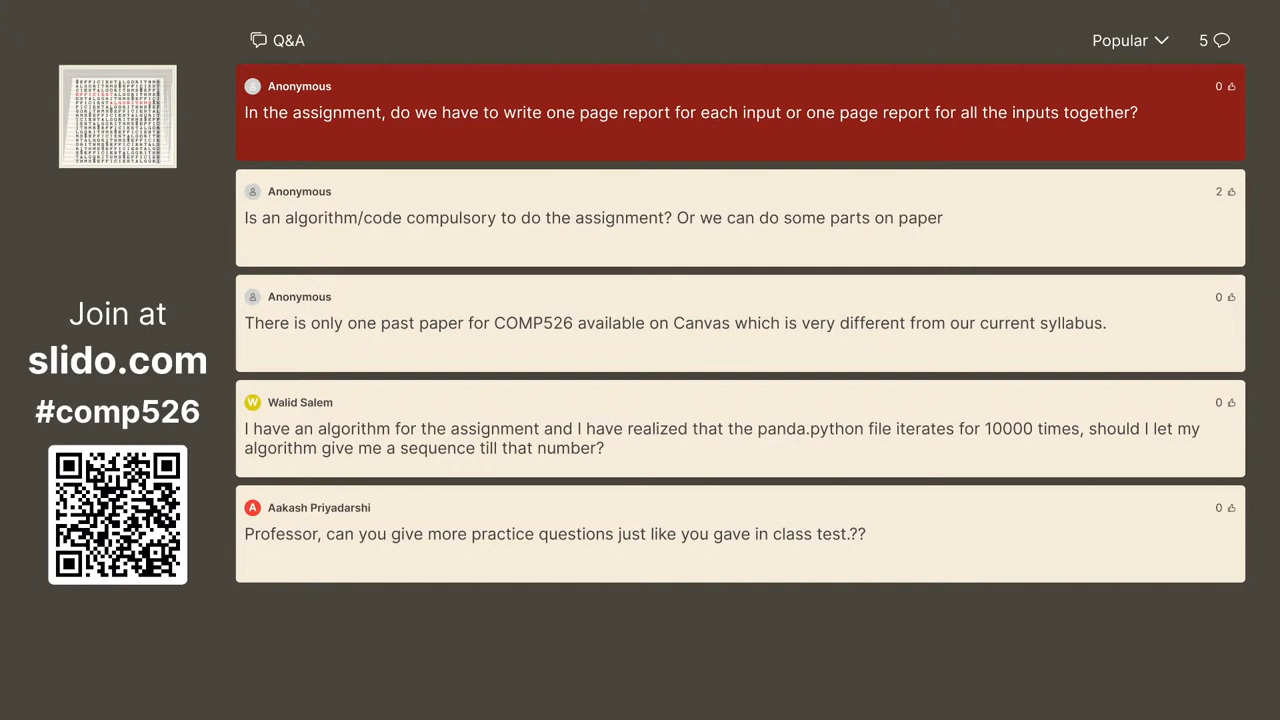 Q&A
Popular
5
Anonymous
0
In the assignment, do we have to write one page report for each input or one page report for all the inputs together?
Anonymous
2
Is an algorithm/code compulsory to do the assignment? Or we can do some parts on paper
Anonymous
0
There is only one past paper for COMP526 available on Canvas which is very different from our current syllabus.
W Walid Salem
0
I have an algorithm for the assignment and I have realized that the panda.python file iterates for 10000 times, should I let my
algorithm give me a sequence till that number?
A Aakash Priyadarshi
0
Professor, can you give more practice questions just like you gave in class test.??
Join at
slido.com
#comp526